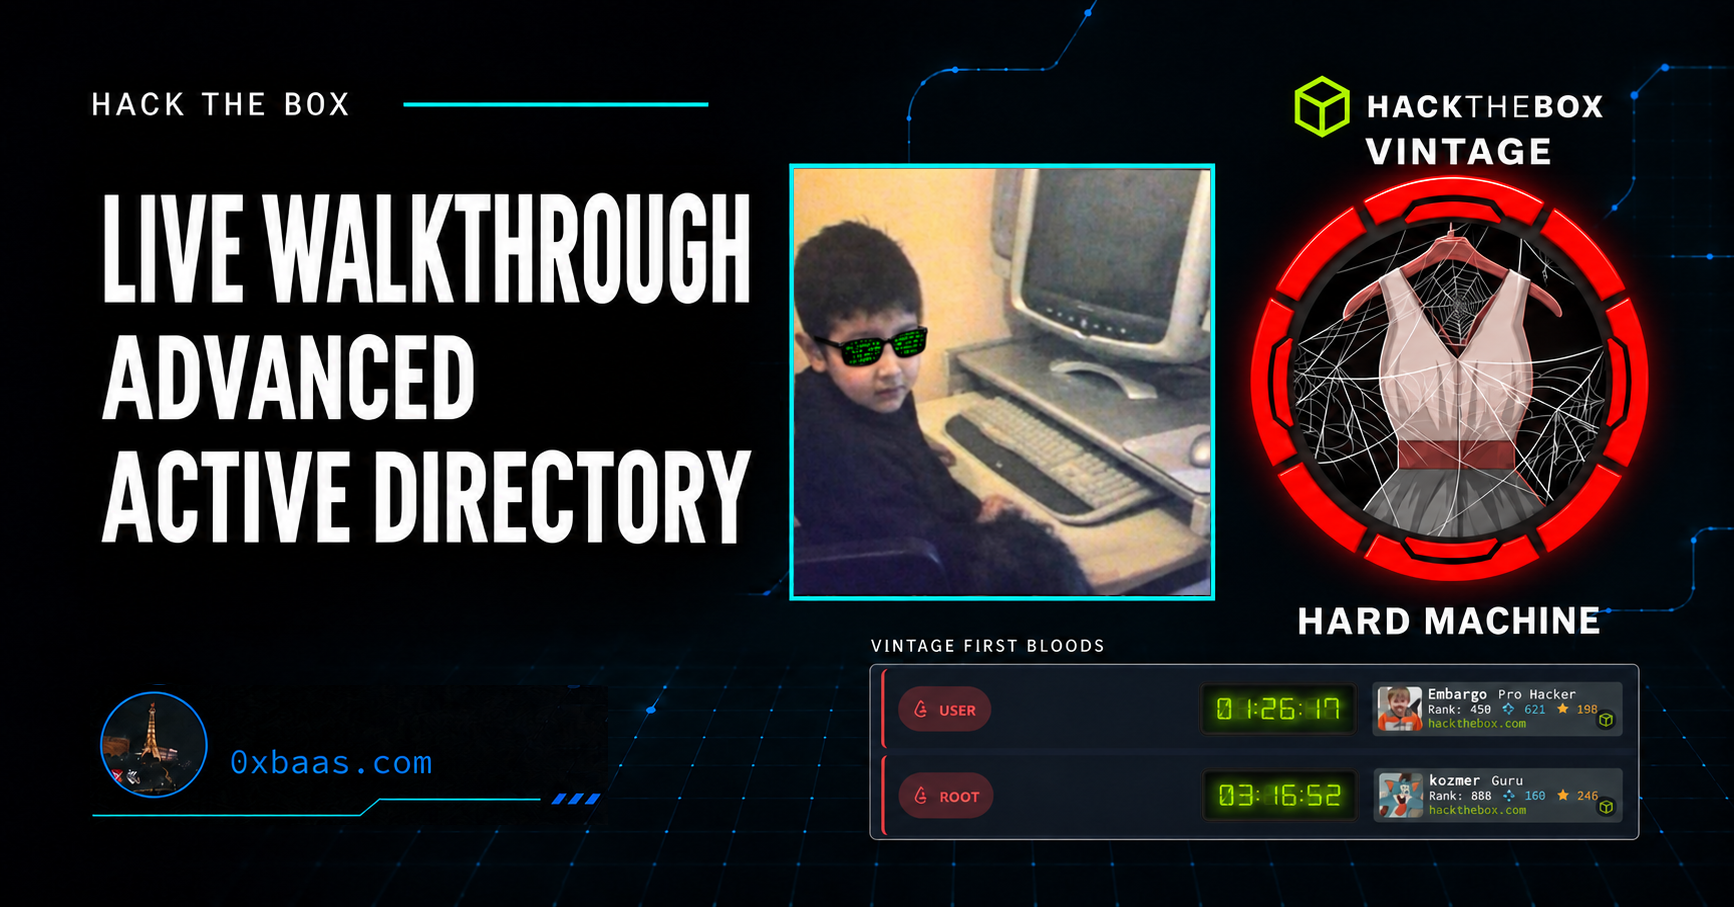 HACK THE BOX
LIVE WALKTHROUGH
ADVANCED
ACTIVE DIRECTORY
0xbaas.com
HACKTHEBOX
VINTAGE
HARD MACHINE
VINTAGE FIRST BLOODS
USER
01:26:17
Embargo Pro Hacker
Rank: 450 621 198
hackthebox.com
ROOT
03:16:52
kozmer Guru
Rank: 888 160 246
hackthebox.com